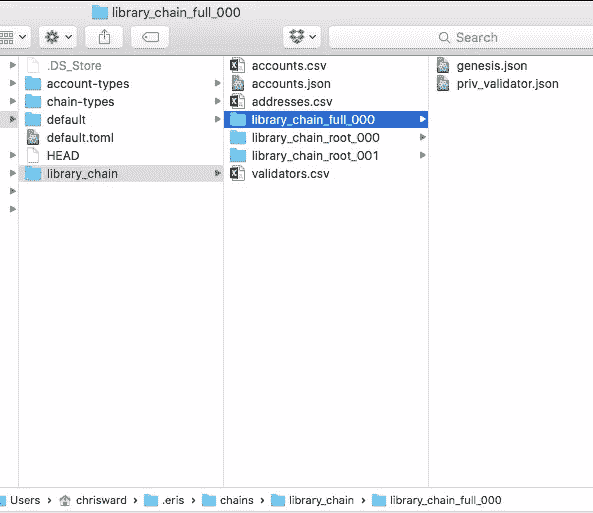 library_chain_full_000
Search
.DS_Store
account-types
chain-types
default
default.toml
HEAD
library_chain
accounts.csv
accounts.json
addresses.csv
library_chain_full_000
library_chain_root_000
library_chain_root_001
validators.csv
genesis.json
priv_validator.json
Users chrisward .eris chains library_chain library_chain_full_000